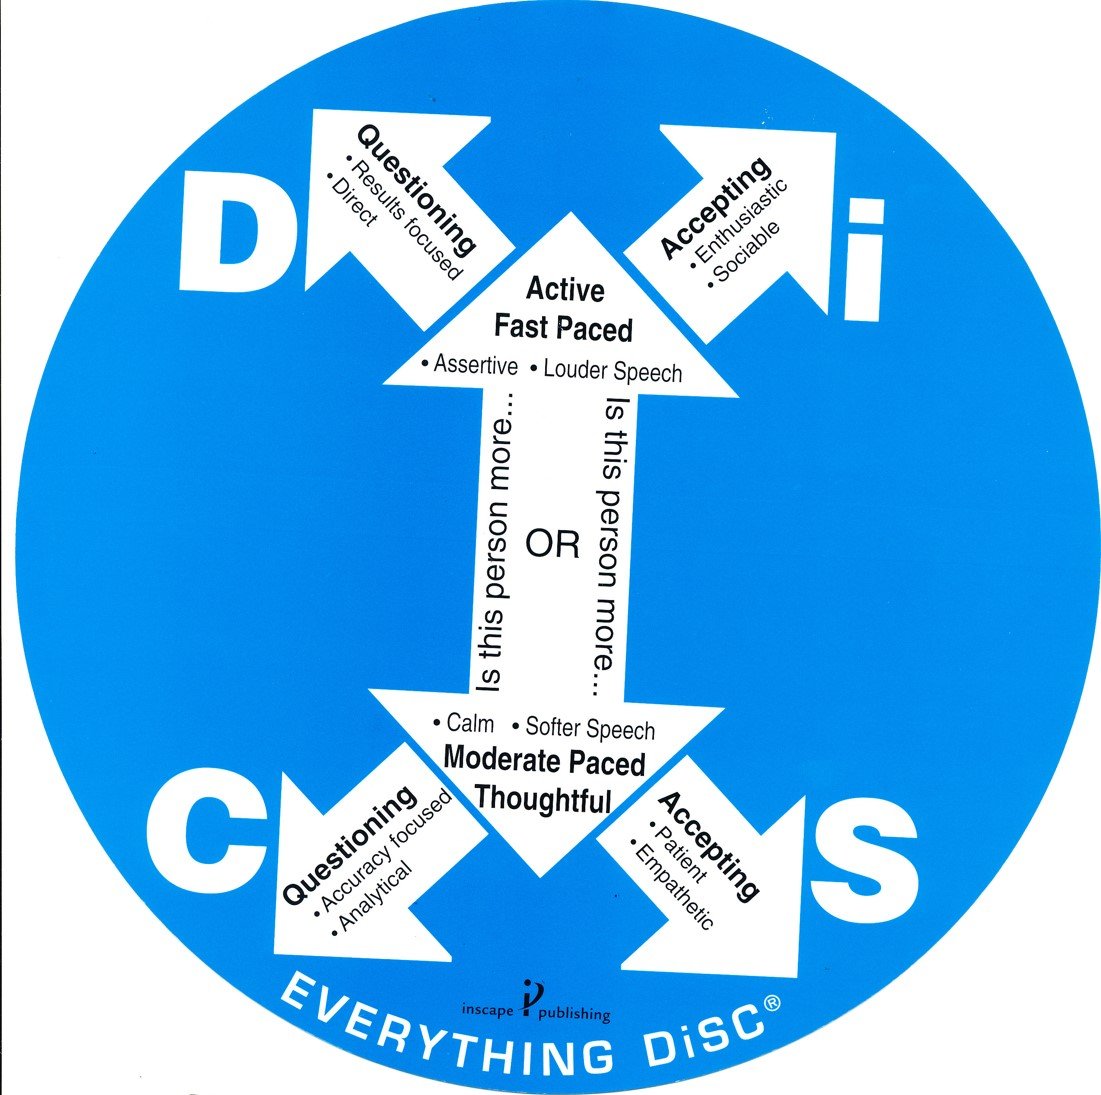 D
Questioning
• Results focused
• Direct
Accepting
• Enthusiastic
• Sociable
i
Active
Fast Paced
• Assertive • Louder Speech
Is this person more...
OR
Is this person more...
• Calm • Softer Speech
Moderate Paced
Thoughtful
C
Questioning
• Accuracy focused
• Analytical
Accepting
• Patient
• Empathetic
S
inscape publishing
EVERYTHING DiSC®